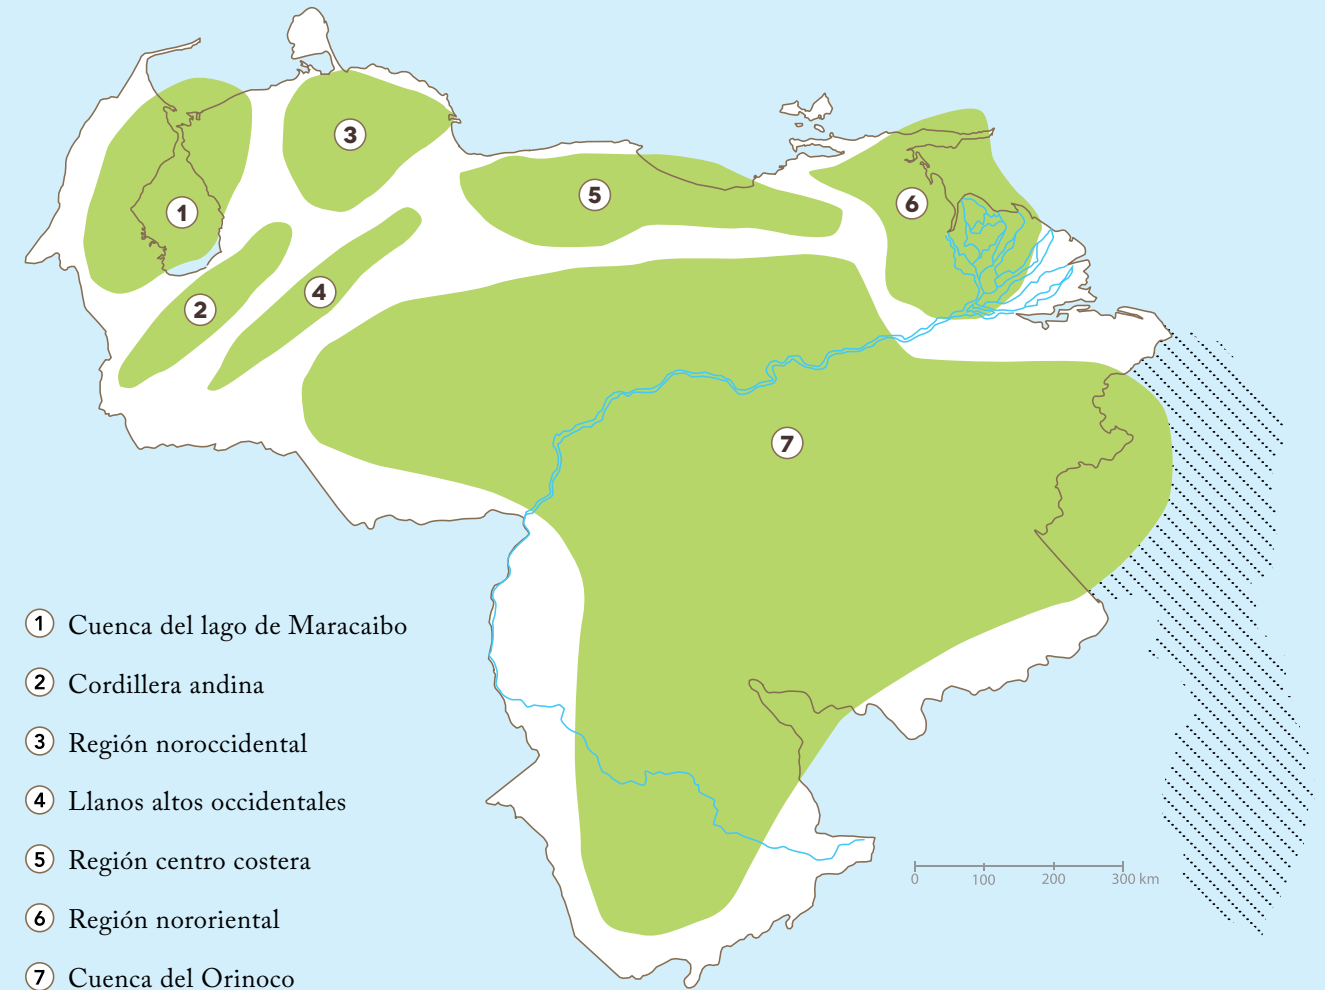 3
5
6
1
4
2
7
1 Cuenca del lago de Maracaibo
2 Cordillera andina
3 Región noroccidental
4 Llanos altos occidentales
5 Región centro costera
6 Región nororiental
7 Cuenca del Orinoco
0 100 200 300 km